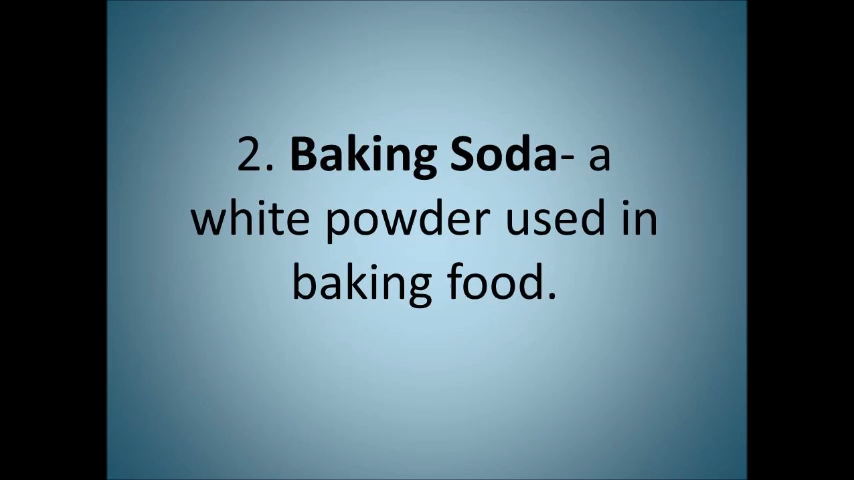 2. Baking Soda- a
white powder used in
baking food.